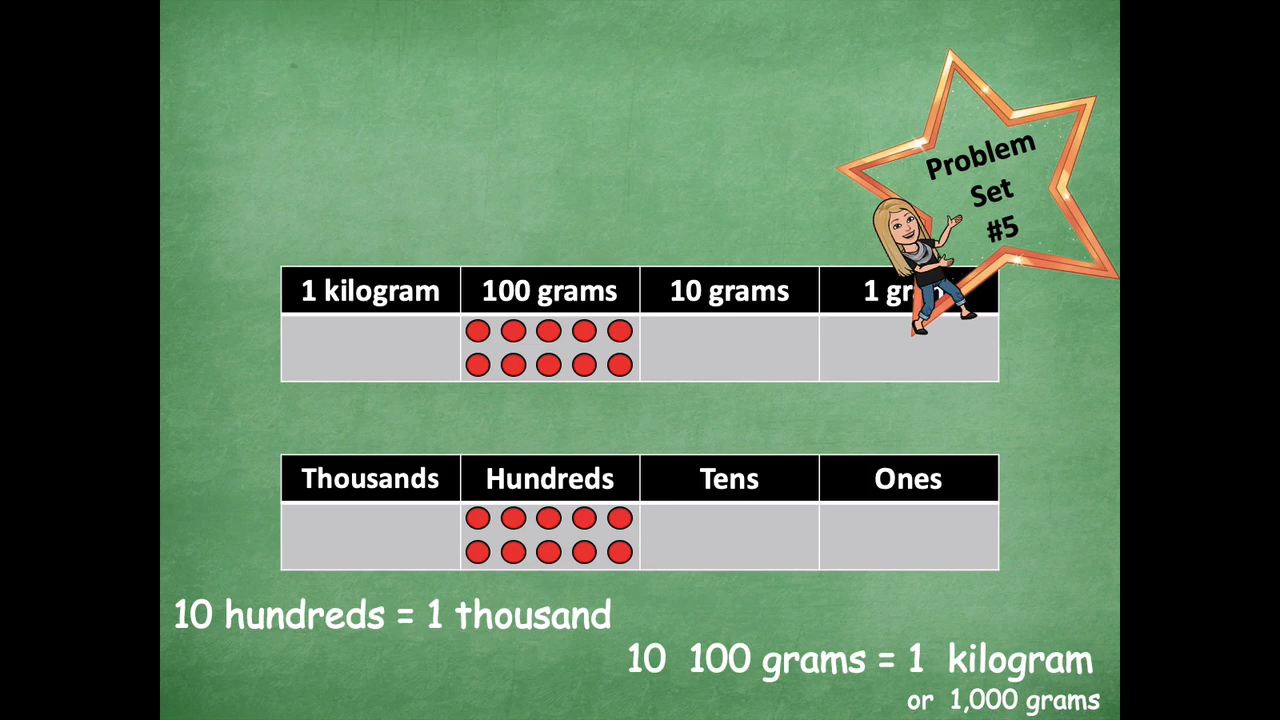 Problem
Set
#5
1 kilogram 100 grams 10 grams 1
Thousands Hundreds Tens Ones
10 hundreds = 1 thousand
10 100 grams = 1 kilogram
or 1,000 grams